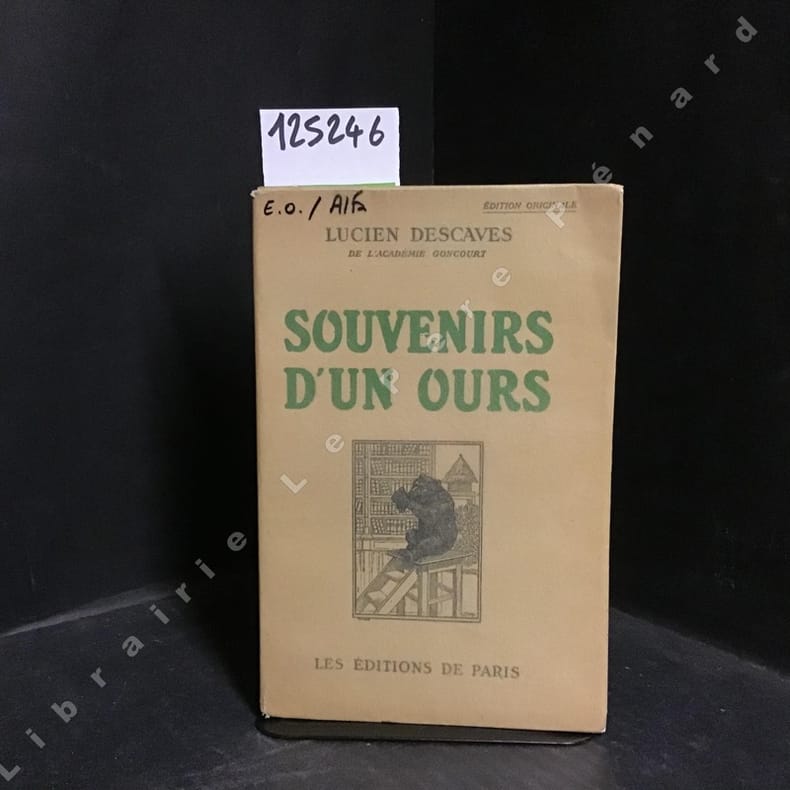 125246
E.O. / Alfa
ÉDITION ORIGINALE
LUCIEN DESCAVES
DE L'ACADÉMIE GONCOURT
SOUVENIRS
D'UN OURS
LES ÉDITIONS DE PARIS
Librairie Le Père Pénard